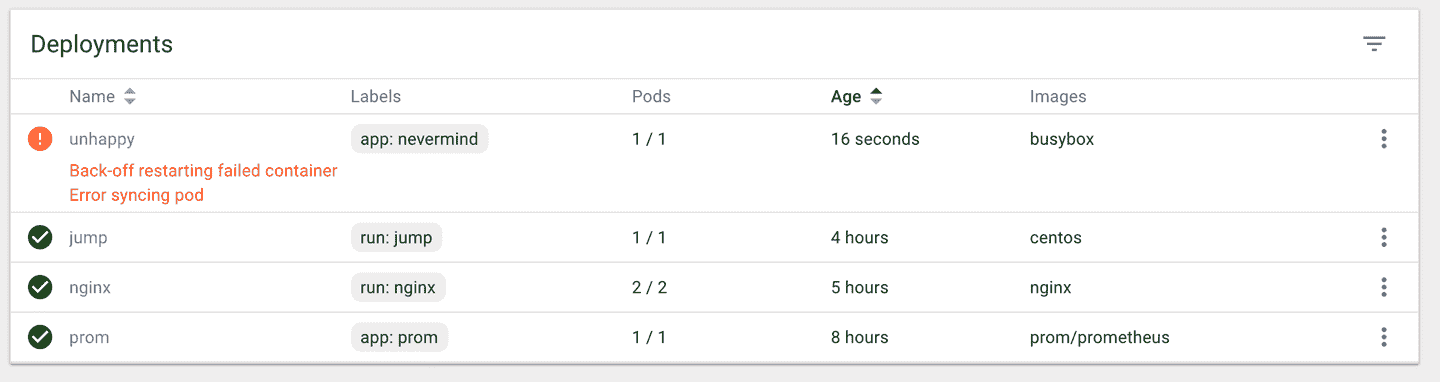 Deployments
Name Labels Pods Age Images
unhappy app: nevermind 1 / 1 16 seconds busybox
Back-off restarting failed container
Error syncing pod
jump run: jump 1 / 1 4 hours centos
nginx run: nginx 2 / 2 5 hours nginx
prom app: prom 1 / 1 8 hours prom/prometheus